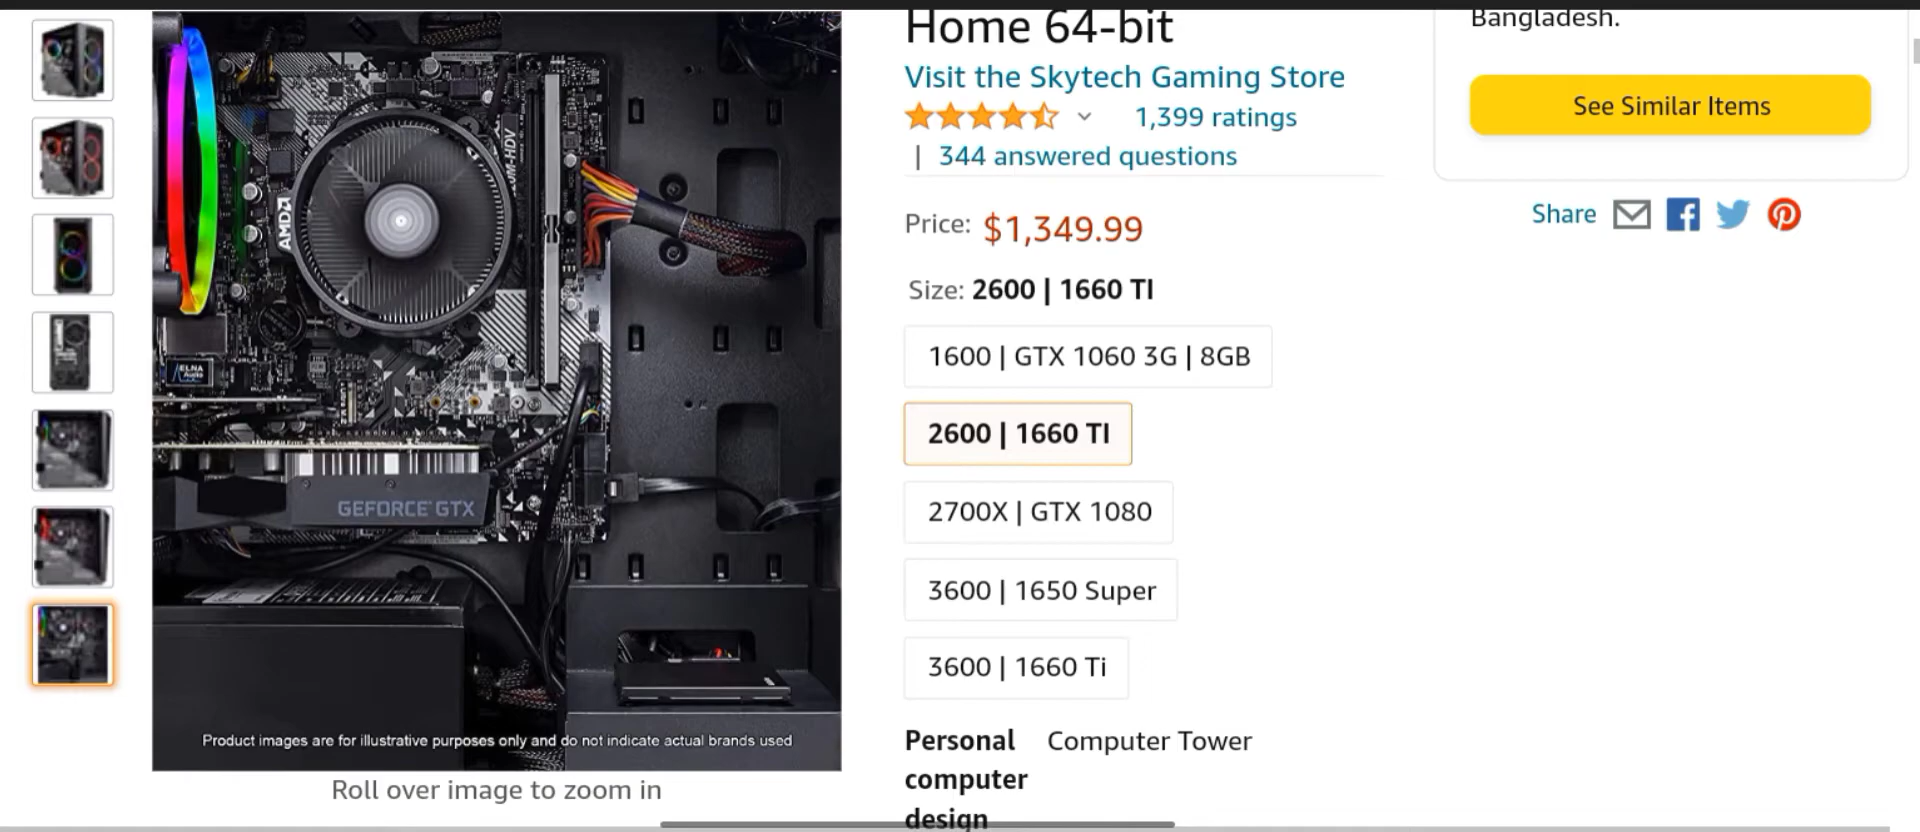 Home 64-bit
Visit the Skytech Gaming Store
1,399 ratings
| 344 answered questions
Price: $1,349.99
Size: 2600 | 1660 TI
1600 | GTX 1060 3G | 8GB
2600 | 1660 TI
2700X | GTX 1080
3600 | 1650 Super
3600 | 1660 Ti
Personal computer design
Computer Tower
Bangladesh.
See Similar Items
Share
AMD
ELNA
Audio
GEFORCE GTX
Product images are for illustrative purposes only and do not indicate actual brands used
Roll over image to zoom in